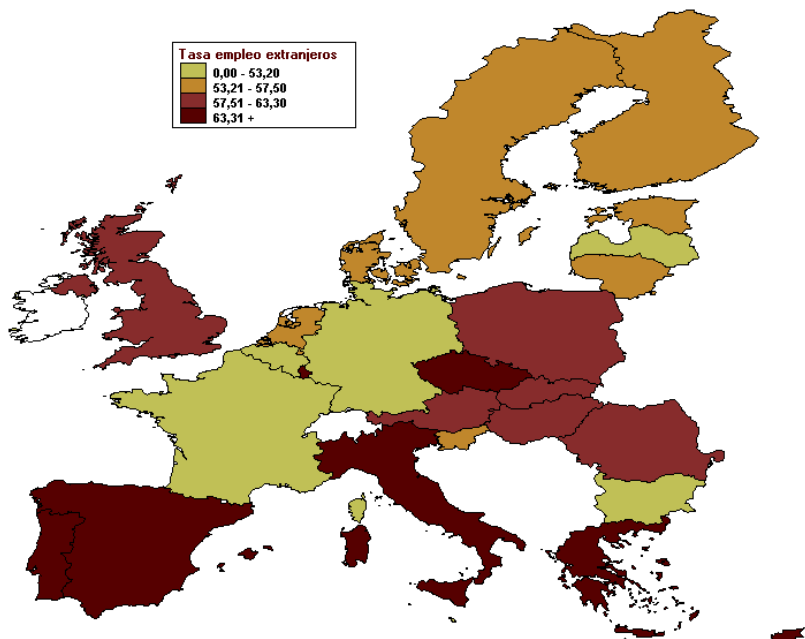 Tasa empleo extranjeros
0,00 - 53,20
53,21 - 57,50
57,51 - 63,30
63,31 +